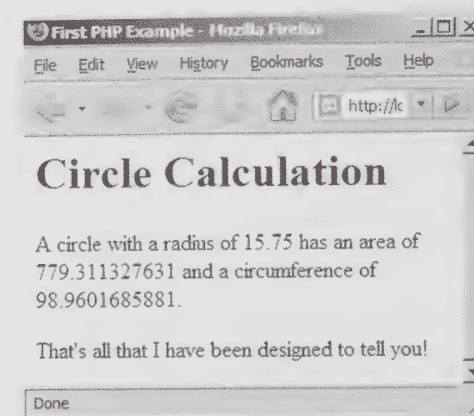 First PHP Example - Mozilla Firefox
File Edit View History Bookmarks Tools Help
http://lc
Circle Calculation
A circle with a radius of 15.75 has an area of
779.311327631 and a circumference of
98.9601685881.
That's all that I have been designed to tell you!
Done